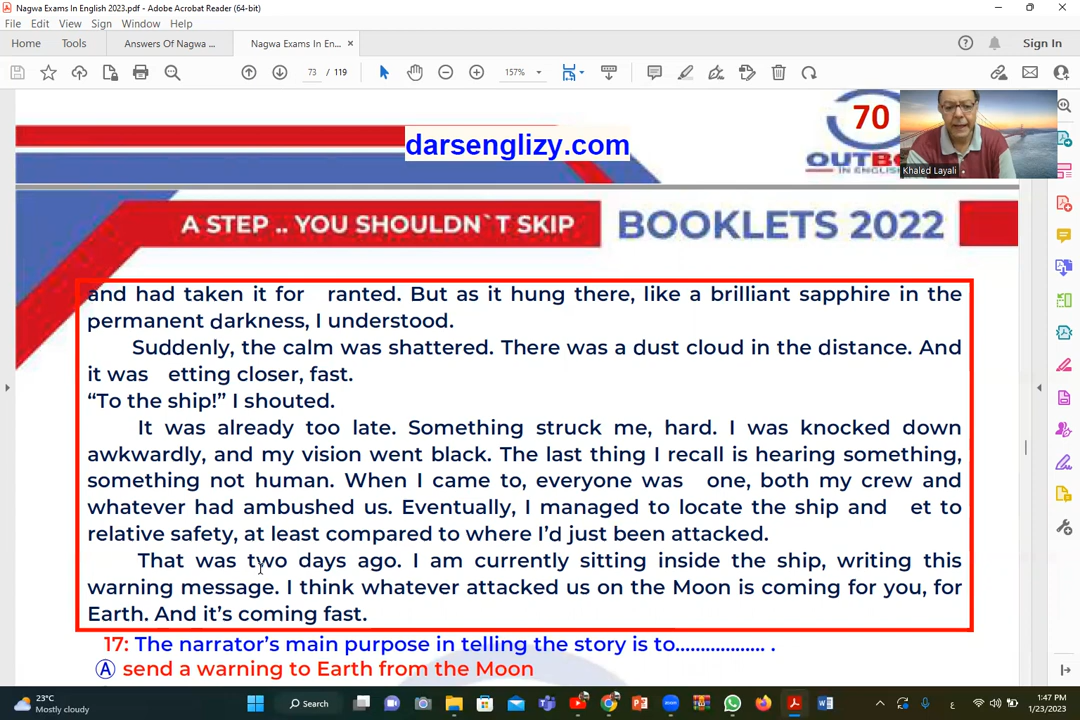 Nagwa Exams In English 2023.pdf - Adobe Acrobat Reader (64-bit)
File Edit View Sign Window Help
Home Tools Answers Of Nagwa ... Nagwa Exams In En... × Sign In
73 / 119 157%
70
darsenglizy.com
OUTBO
IN ENGLISH
Khaled Layali
A STEP .. YOU SHOULDN`T SKIP BOOKLETS 2022
and had taken it for ranted. But as it hung there, like a brilliant sapphire in the
permanent darkness, I understood.
Suddenly, the calm was shattered. There was a dust cloud in the distance. And
it was etting closer, fast.
“To the ship!” I shouted.
It was already too late. Something struck me, hard. I was knocked down
awkwardly, and my vision went black. The last thing I recall is hearing something,
something not human. When I came to, everyone was one, both my crew and
whatever had ambushed us. Eventually, I managed to locate the ship and et to
relative safety, at least compared to where I’d just been attacked.
That was two days ago. I am currently sitting inside the ship, writing this
warning message. I think whatever attacked us on the Moon is coming for you, for
Earth. And it’s coming fast.
17: The narrator’s main purpose in telling the story is to.................. .
A send a warning to Earth from the Moon
23°C
Mostly cloudy
Search
ع
1:47 PM
1/23/2023